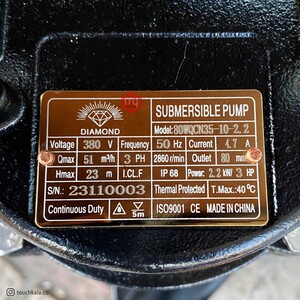 DIAMOND
SUBMERSIBLE PUMP
Model: 80WQCN35-10-2.2
Voltage 380 V Frequency 50 Hz Current 4.7 A
Qmax 51 m³/h 3 PH 2860 r/min Outlet 80 mm
Hmax 23 m I.CL.F IP 68 Power 2.2 kW 3 HP
S/N.: 23110003 Thermal Protected T.Max.:40℃
Continuous Duty 5m ISO9001 CE MADE IN CHINA
touchkala.co